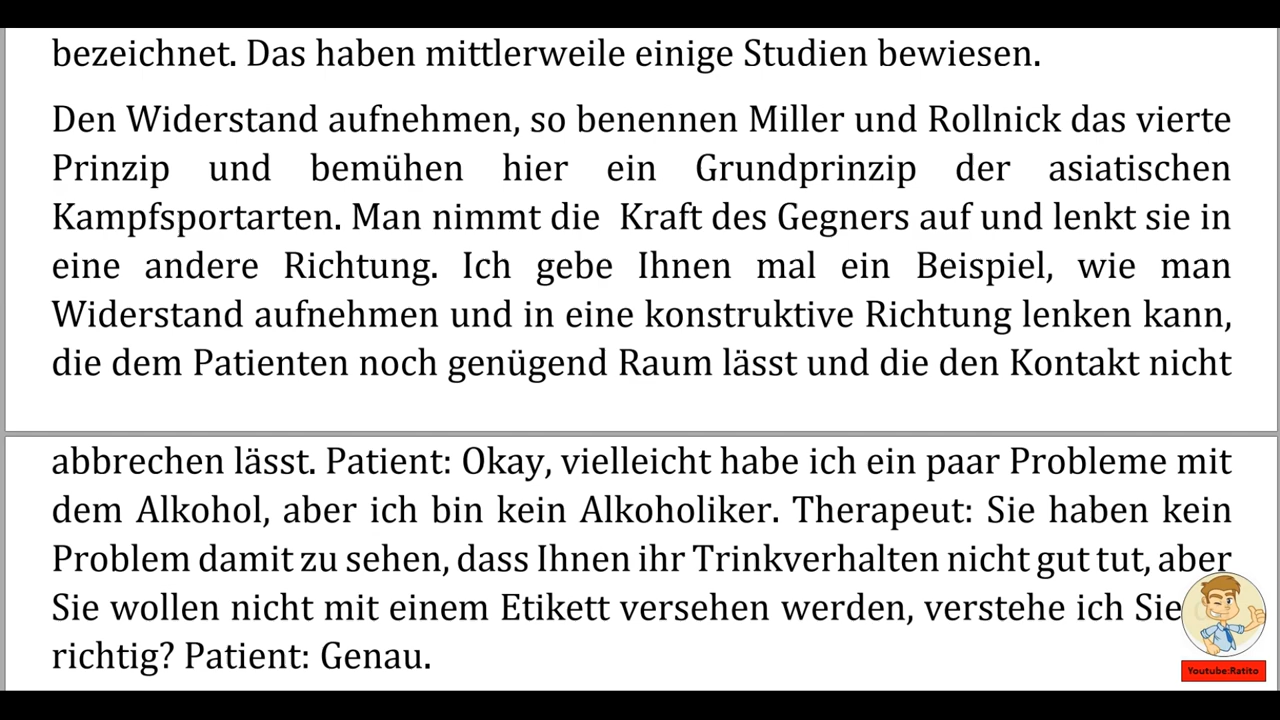 bezeichnet. Das haben mittlerweile einige Studien bewiesen.
Den Widerstand aufnehmen, so benennen Miller und Rollnick das vierte
Prinzip und bemühen hier ein Grundprinzip der asiatischen
Kampfsportarten. Man nimmt die Kraft des Gegners auf und lenkt sie in
eine andere Richtung. Ich gebe Ihnen mal ein Beispiel, wie man
Widerstand aufnehmen und in eine konstruktive Richtung lenken kann,
die dem Patienten noch genügend Raum lässt und die den Kontakt nicht
abbrechen lässt. Patient: Okay, vielleicht habe ich ein paar Probleme mit
dem Alkohol, aber ich bin kein Alkoholiker. Therapeut: Sie haben kein
Problem damit zu sehen, dass Ihnen ihr Trinkverhalten nicht gut tut, aber
Sie wollen nicht mit einem Etikett versehen werden, verstehe ich Sie
richtig? Patient: Genau.
Youtube:Ratito